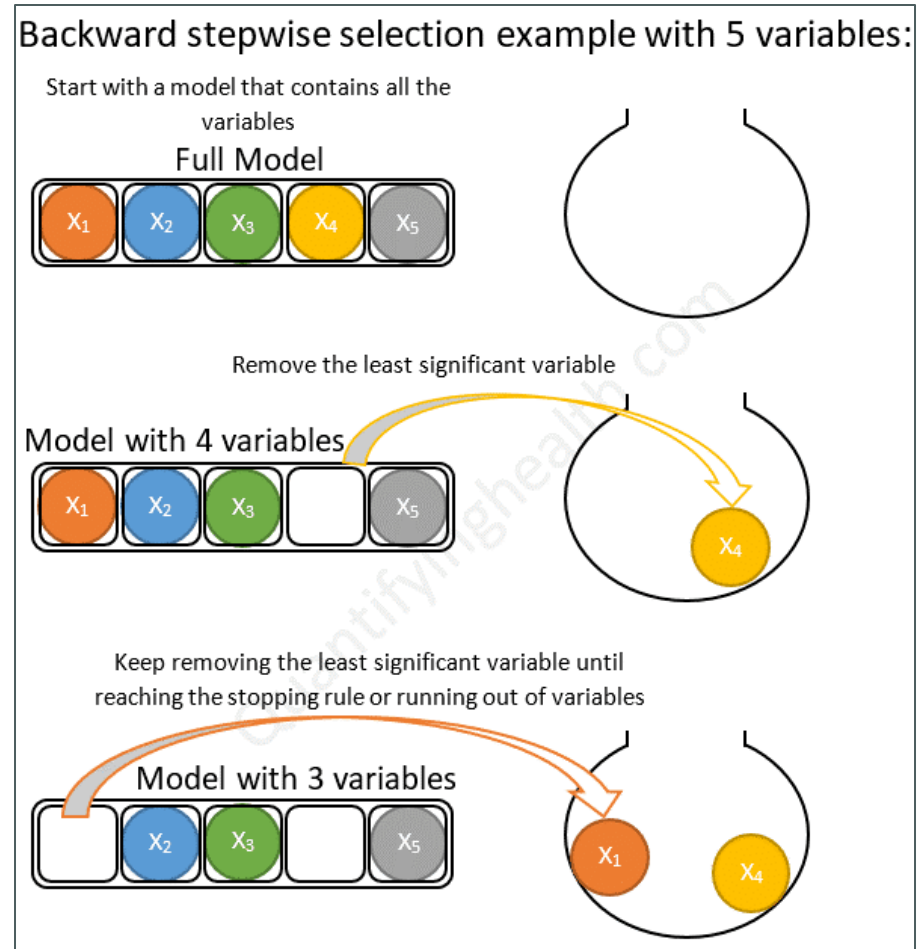 Backward stepwise selection example with 5 variables:
Start with a model that contains all the
variables
Full Model
X₁ X₂ X₃ X₄ X₅
Remove the least significant variable
Model with 4 variables
X₁ X₂ X₃ X₅
X₄
Keep removing the least significant variable until
reaching the stopping rule or running out of variables
Model with 3 variables
X₂ X₃ X₅
X₁ X₄
Quantifyinghealth com